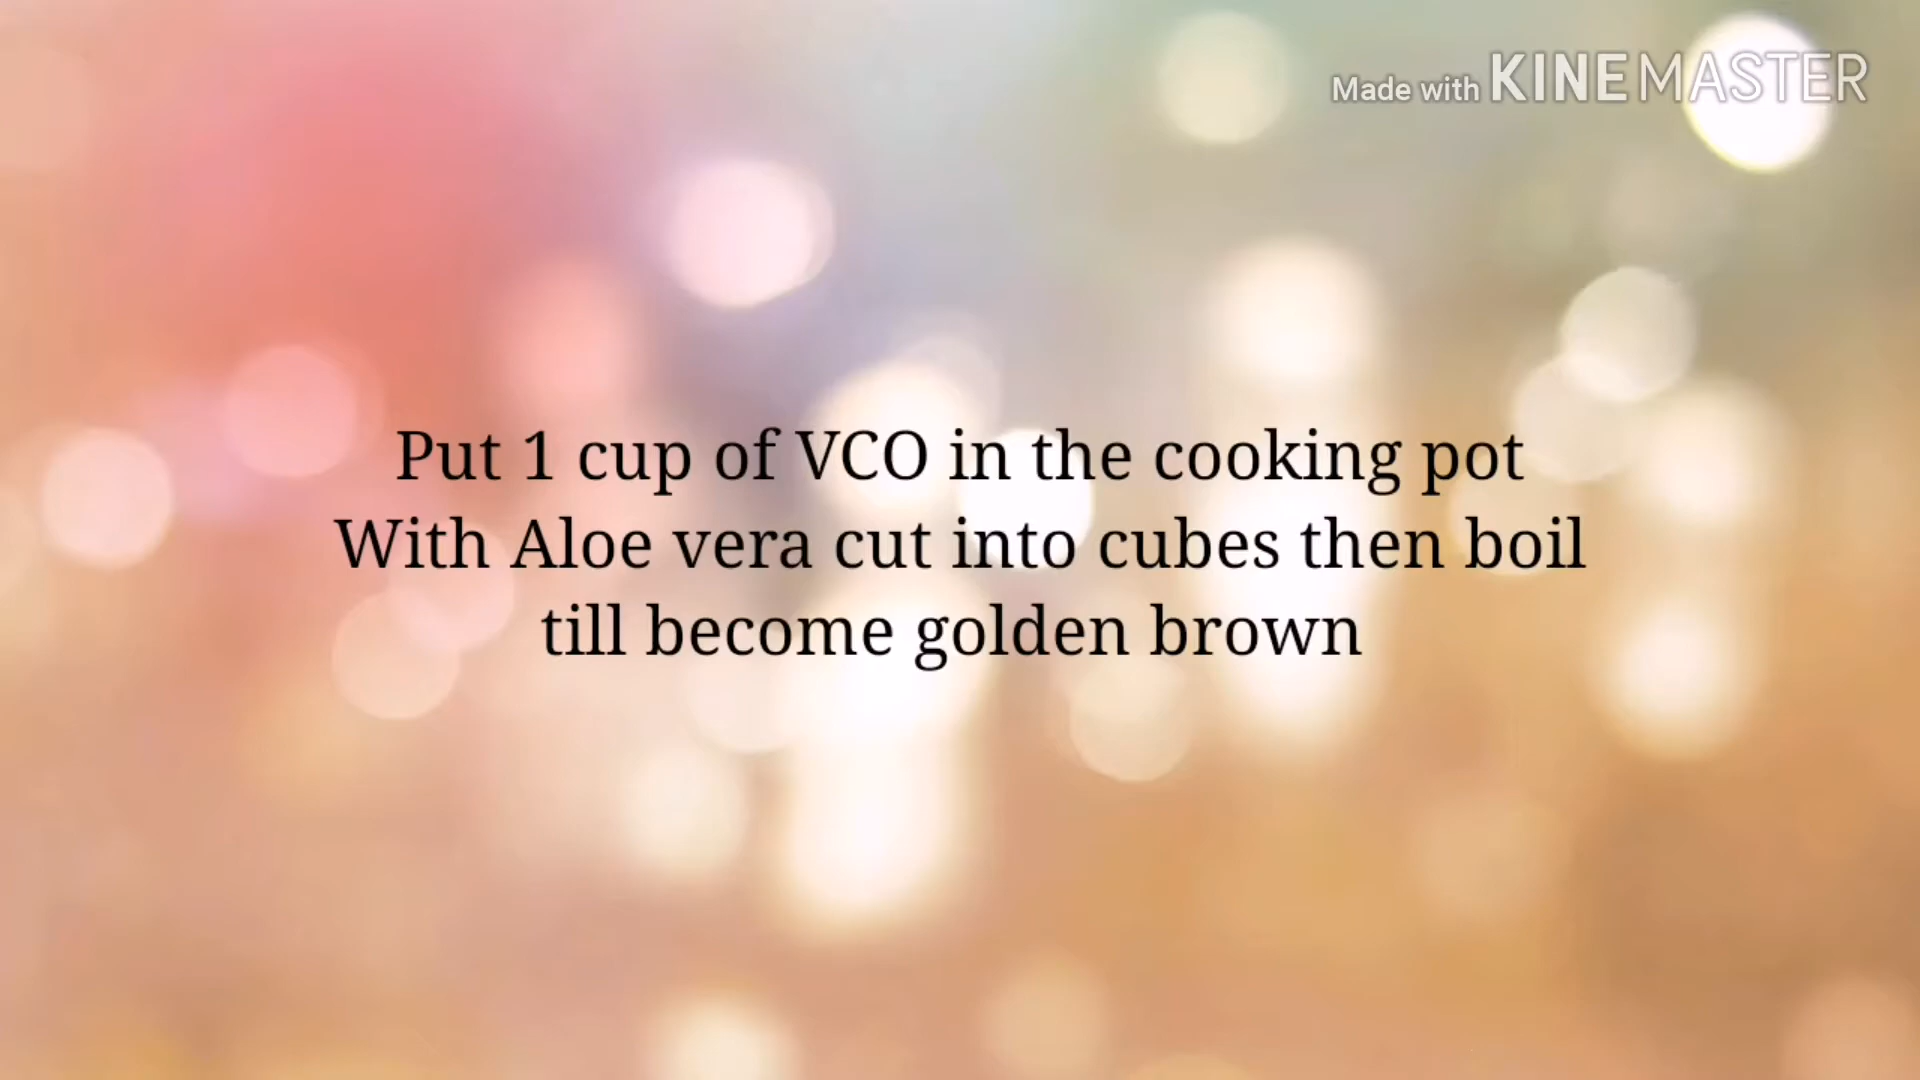 Made with KINEMASTER
Put 1 cup of VCO in the cooking pot
With Aloe vera cut into cubes then boil
till become golden brown